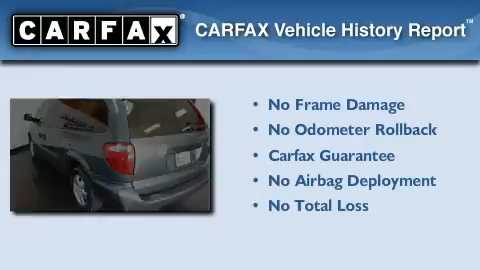 CARFAX
CARFAX Vehicle History Report™
• No Frame Damage
• No Odometer Rollback
• Carfax Guarantee
• No Airbag Deployment
• No Total Loss